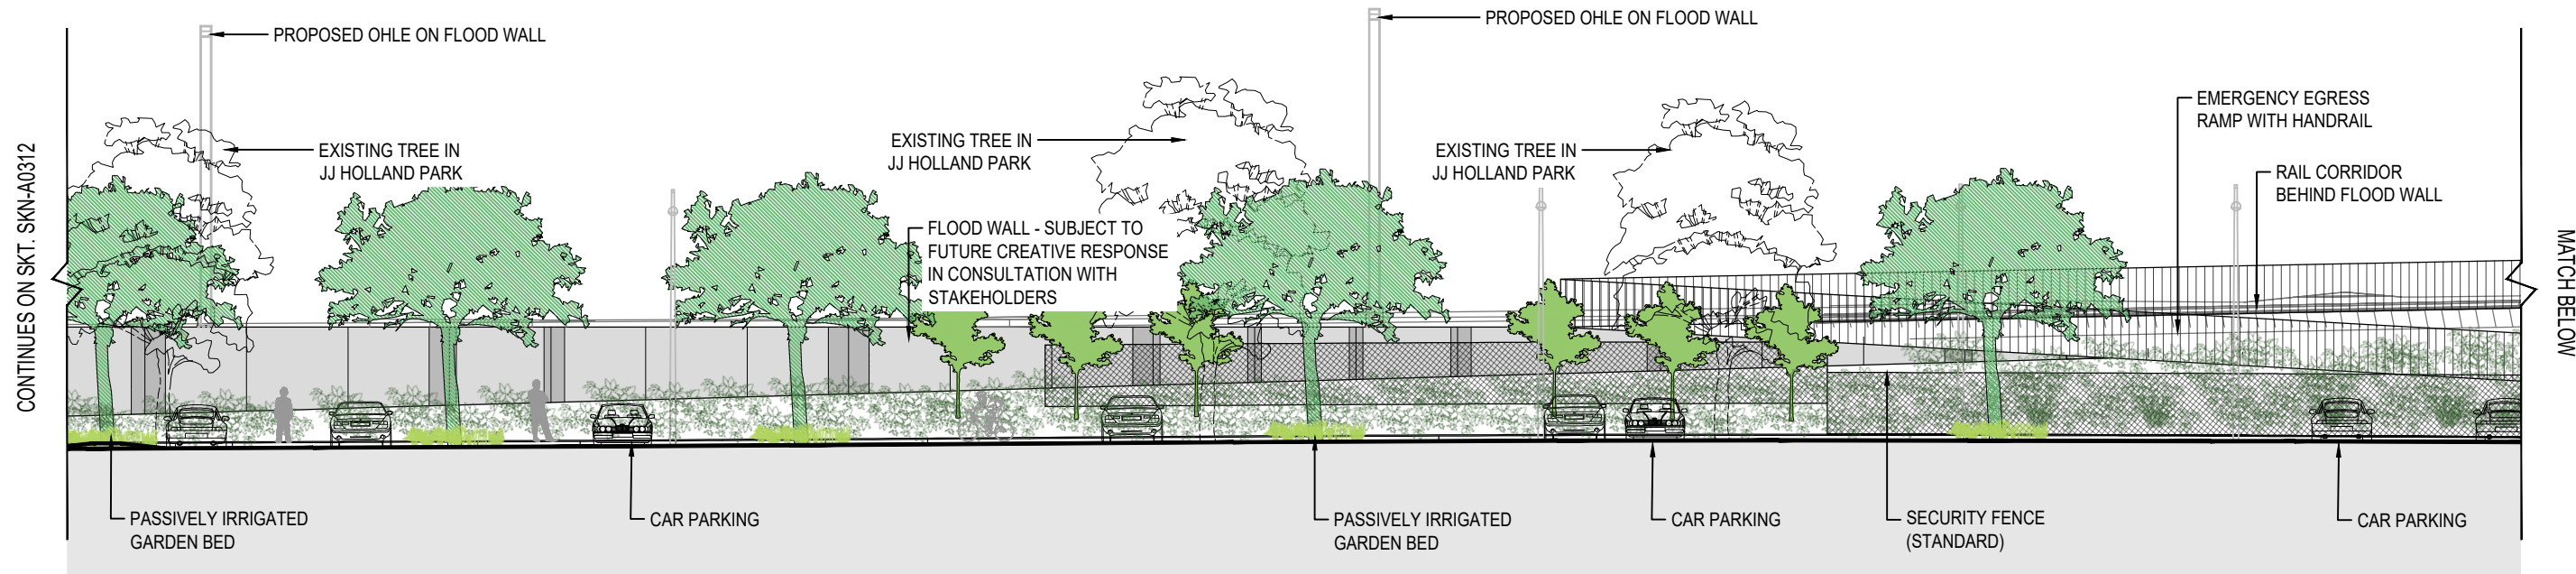 PROPOSED OHLE ON FLOOD WALL
PROPOSED OHLE ON FLOOD WALL
CONTINUES ON SKT. SKN-A0312
EXISTING TREE IN
JJ HOLLAND PARK
EXISTING TREE IN
JJ HOLLAND PARK
EXISTING TREE IN
JJ HOLLAND PARK
EMERGENCY EGRESS
RAMP WITH HANDRAIL
RAIL CORRIDOR
BEHIND FLOOD WALL
FLOOD WALL - SUBJECT TO
FUTURE CREATIVE RESPONSE
IN CONSULTATION WITH
STAKEHOLDERS
MATCH BELOW
PASSIVELY IRRIGATED
GARDEN BED
CAR PARKING
PASSIVELY IRRIGATED
GARDEN BED
CAR PARKING
SECURITY FENCE
(STANDARD)
CAR PARKING